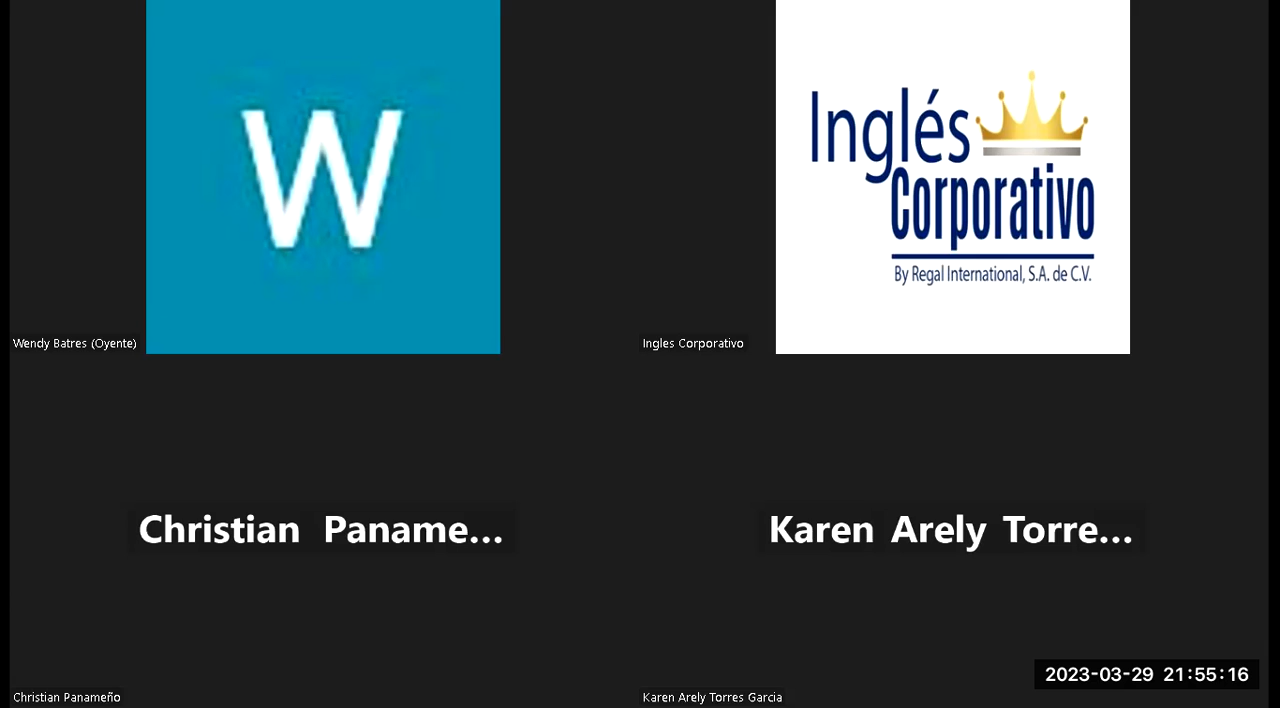 W
Inglés
Corporativo
By Regal International, S.A. de C.V.
Wendy Batres (Oyente)
Ingles Corporativo
Christian Paname...
Karen Arely Torre...
2023-03-29 21:55:16
Christian Panameño
Karen Arely Torres Garcia